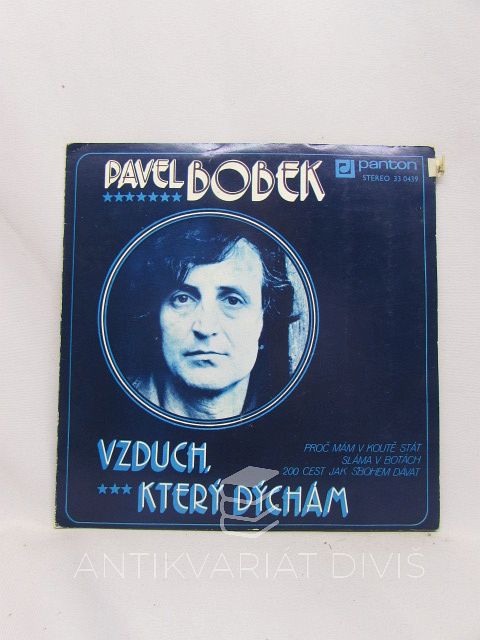 PAVEL BOBEK
panton
STEREO 33 0439
VZDUCH,
KTERÝ DÝCHÁM
PROČ MÁM V KOUTĚ STÁT
SLÁMA V BOTÁCH
200 CEST JAK SBOHEM DÁVAT
ANTIKVARIÁT DIVIŠ